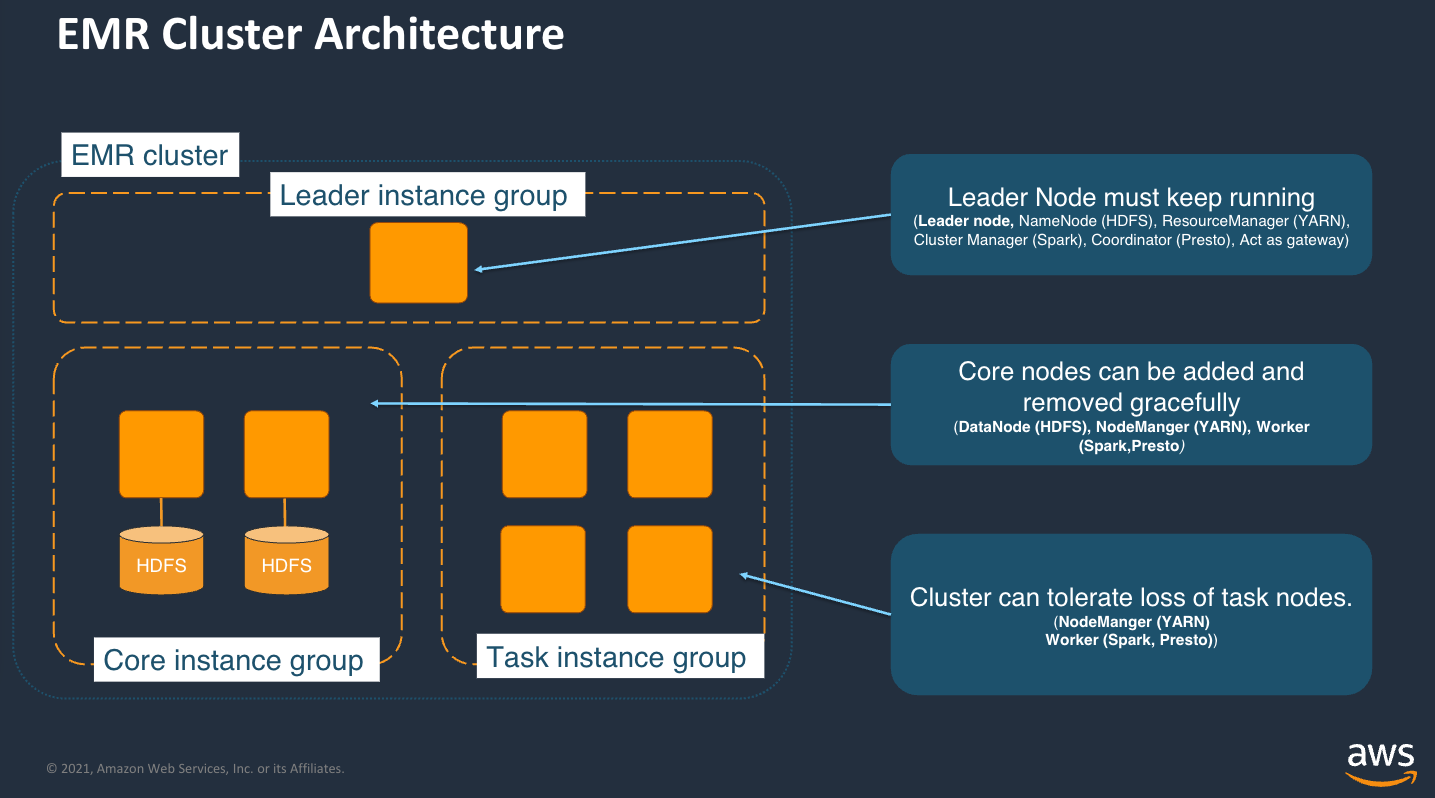 EMR Cluster Architecture
EMR cluster
Leader instance group
Leader Node must keep running
(Leader node, NameNode (HDFS), ResourceManager (YARN),
Cluster Manager (Spark), Coordinator (Presto), Act as gateway)
Core nodes can be added and
removed gracefully
(DataNode (HDFS), NodeManger (YARN), Worker
(Spark,Presto)
HDFS
HDFS
Cluster can tolerate loss of task nodes.
(NodeManger (YARN)
Worker (Spark, Presto))
Core instance group
Task instance group
© 2021, Amazon Web Services, Inc. or its Affiliates.
aws